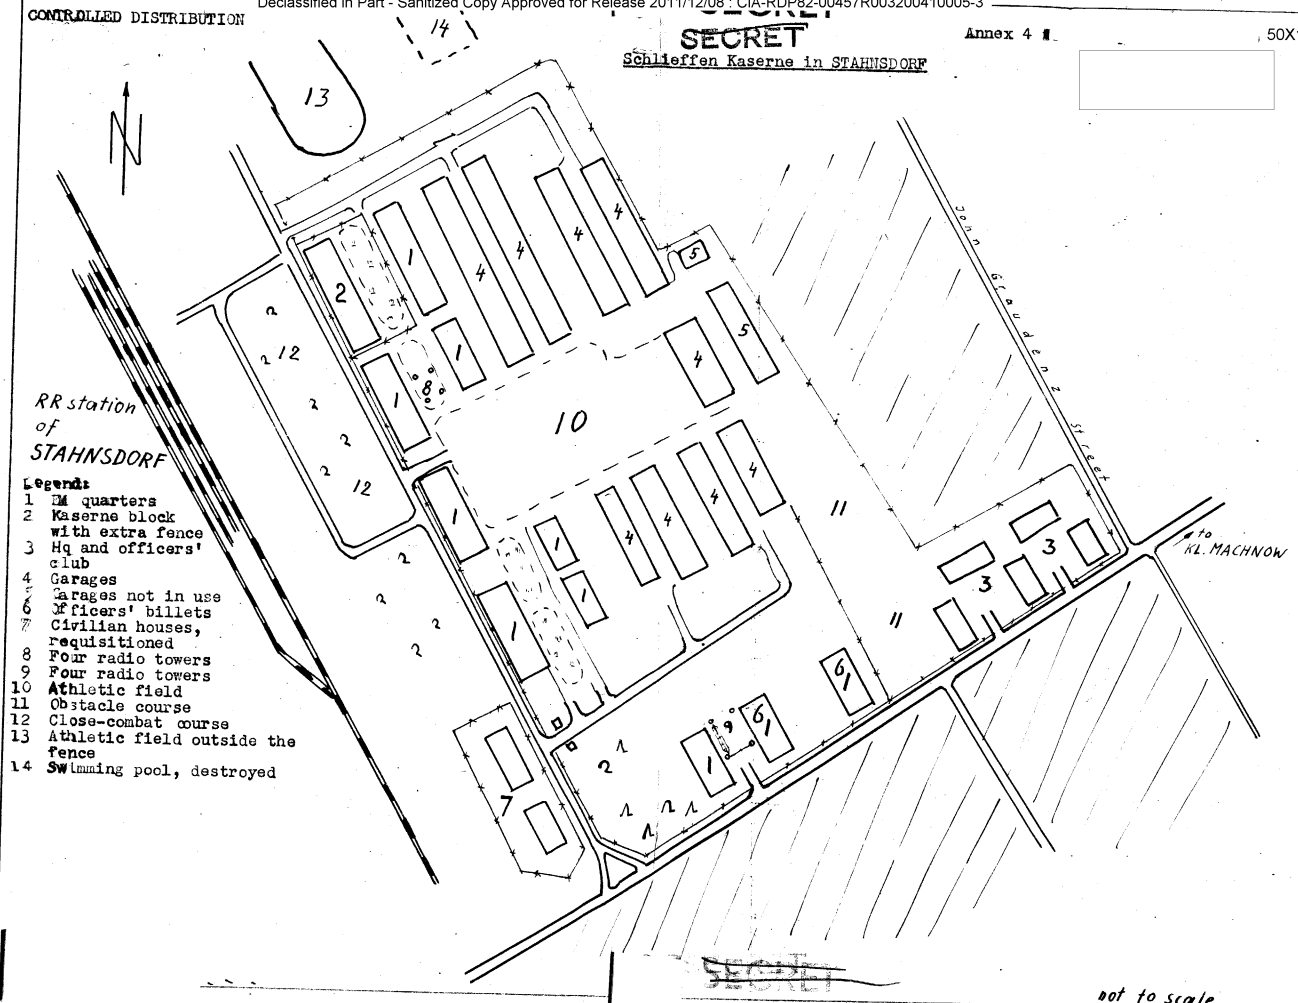 Declassified in Part - Sanitized Copy Approved for Release 2011/12/08 : CIA-RDP82-00457R003200410005-3
CONTROLLED DISTRIBUTION
SECRET
SECRET
Annex 4
50X
Schlieffen Kaserne in STAHNSDORF
14
13
N
1
4
4
4
4
5
2
1
5
4
12
8
1
10
John Graudenz Street
RR station
of
STAHNSDORF
12
1
1
1
1
4
4
4
4
11
11
3
3
to
KL. MACHNOW
Legend:
1 EM quarters
2 Kaserne block
with extra fence
3 Hq and officers'
club
4 Garages
5 Garages not in use
6 Officers' billets
7 Civilian houses,
requisitioned
8 Four radio towers
9 Four radio towers
10 Athletic field
11 Obstacle course
12 Close-combat course
13 Athletic field outside the
fence
14 Swimming pool, destroyed
6
1
6
1
9
1
7
SECRET
not to scale